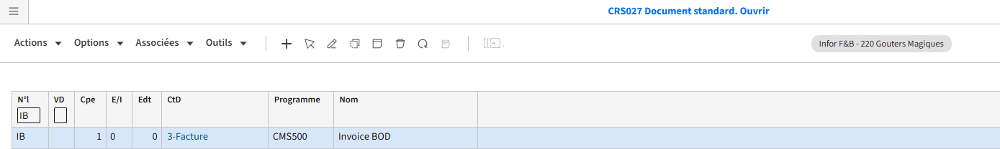 CRS027 Document standard. Ouvrir
Actions Options Associées Outils
Infor F&B - 220 Gouters Magiques
N°l VD Cpe E/I Edt CtD Programme Nom
IB
IB 1 0 0 3-Facture CMS500 Invoice BOD